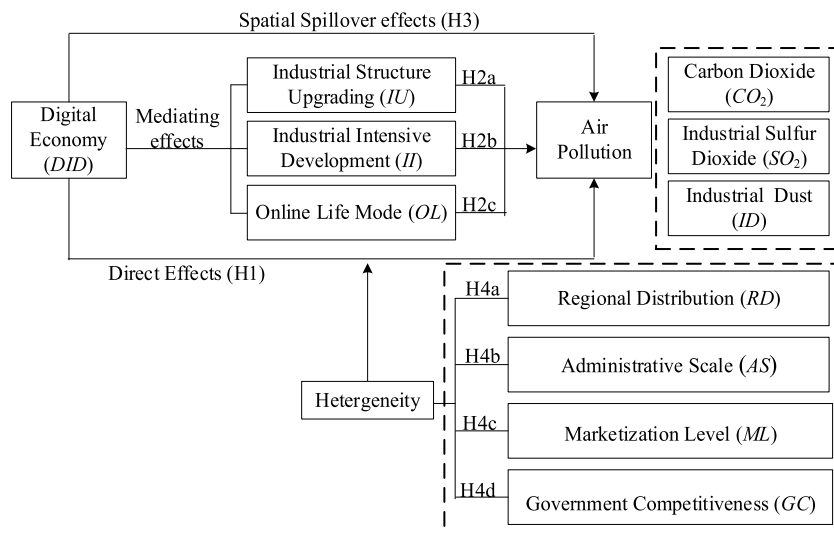 Spatial Spillover effects (H3)
Digital
Economy
(DID)
Mediating
effects
Industrial Structure
Upgrading (IU)
H2a
Industrial Intensive
Development (II)
H2b
Online Life Mode (OL)
H2c
Air
Pollution
Carbon Dioxide
(CO₂)
Industrial Sulfur
Dioxide (SO₂)
Industrial Dust
(ID)
Direct Effects (H1)
Hetergeneity
H4a
Regional Distribution (RD)
H4b
Administrative Scale (AS)
H4c
Marketization Level (ML)
H4d
Government Competitiveness (GC)